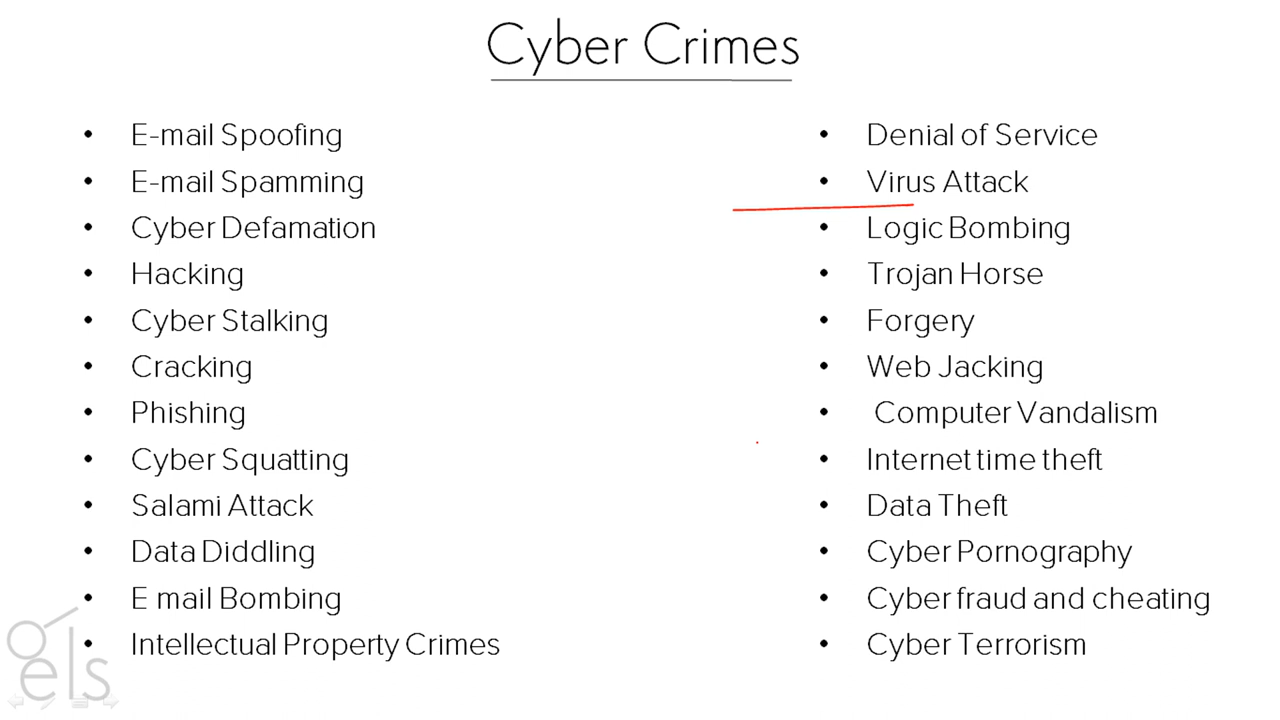 Cyber Crimes
• E-mail Spoofing
• E-mail Spamming
• Cyber Defamation
• Hacking
• Cyber Stalking
• Cracking
• Phishing
• Cyber Squatting
• Salami Attack
• Data Diddling
• E mail Bombing
• Intellectual Property Crimes
• Denial of Service
• Virus Attack
• Logic Bombing
• Trojan Horse
• Forgery
• Web Jacking
• Computer Vandalism
• Internet time theft
• Data Theft
• Cyber Pornography
• Cyber fraud and cheating
• Cyber Terrorism
els